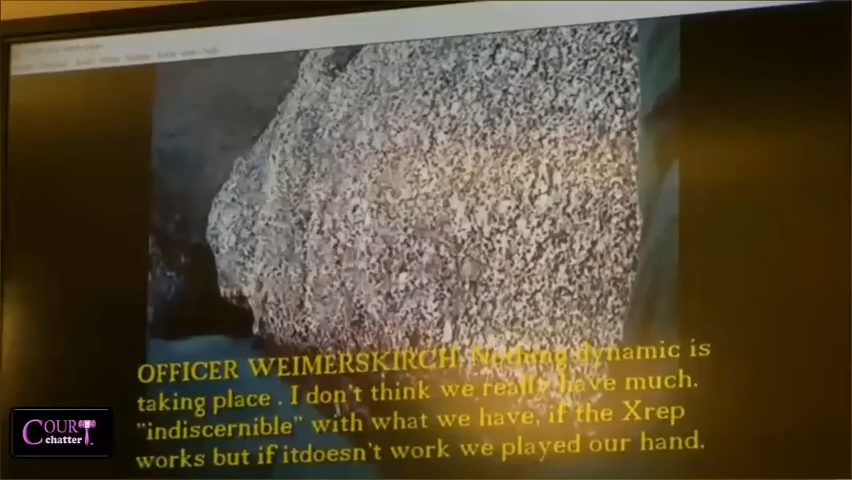 OFFICER WEIMERSKIRCH: Nothing dynamic is
taking place . I don't think we really have much.
"indiscernible" with what we have, if the Xrep
works but if itdoesn't work we played our hand.
COURT
chatter